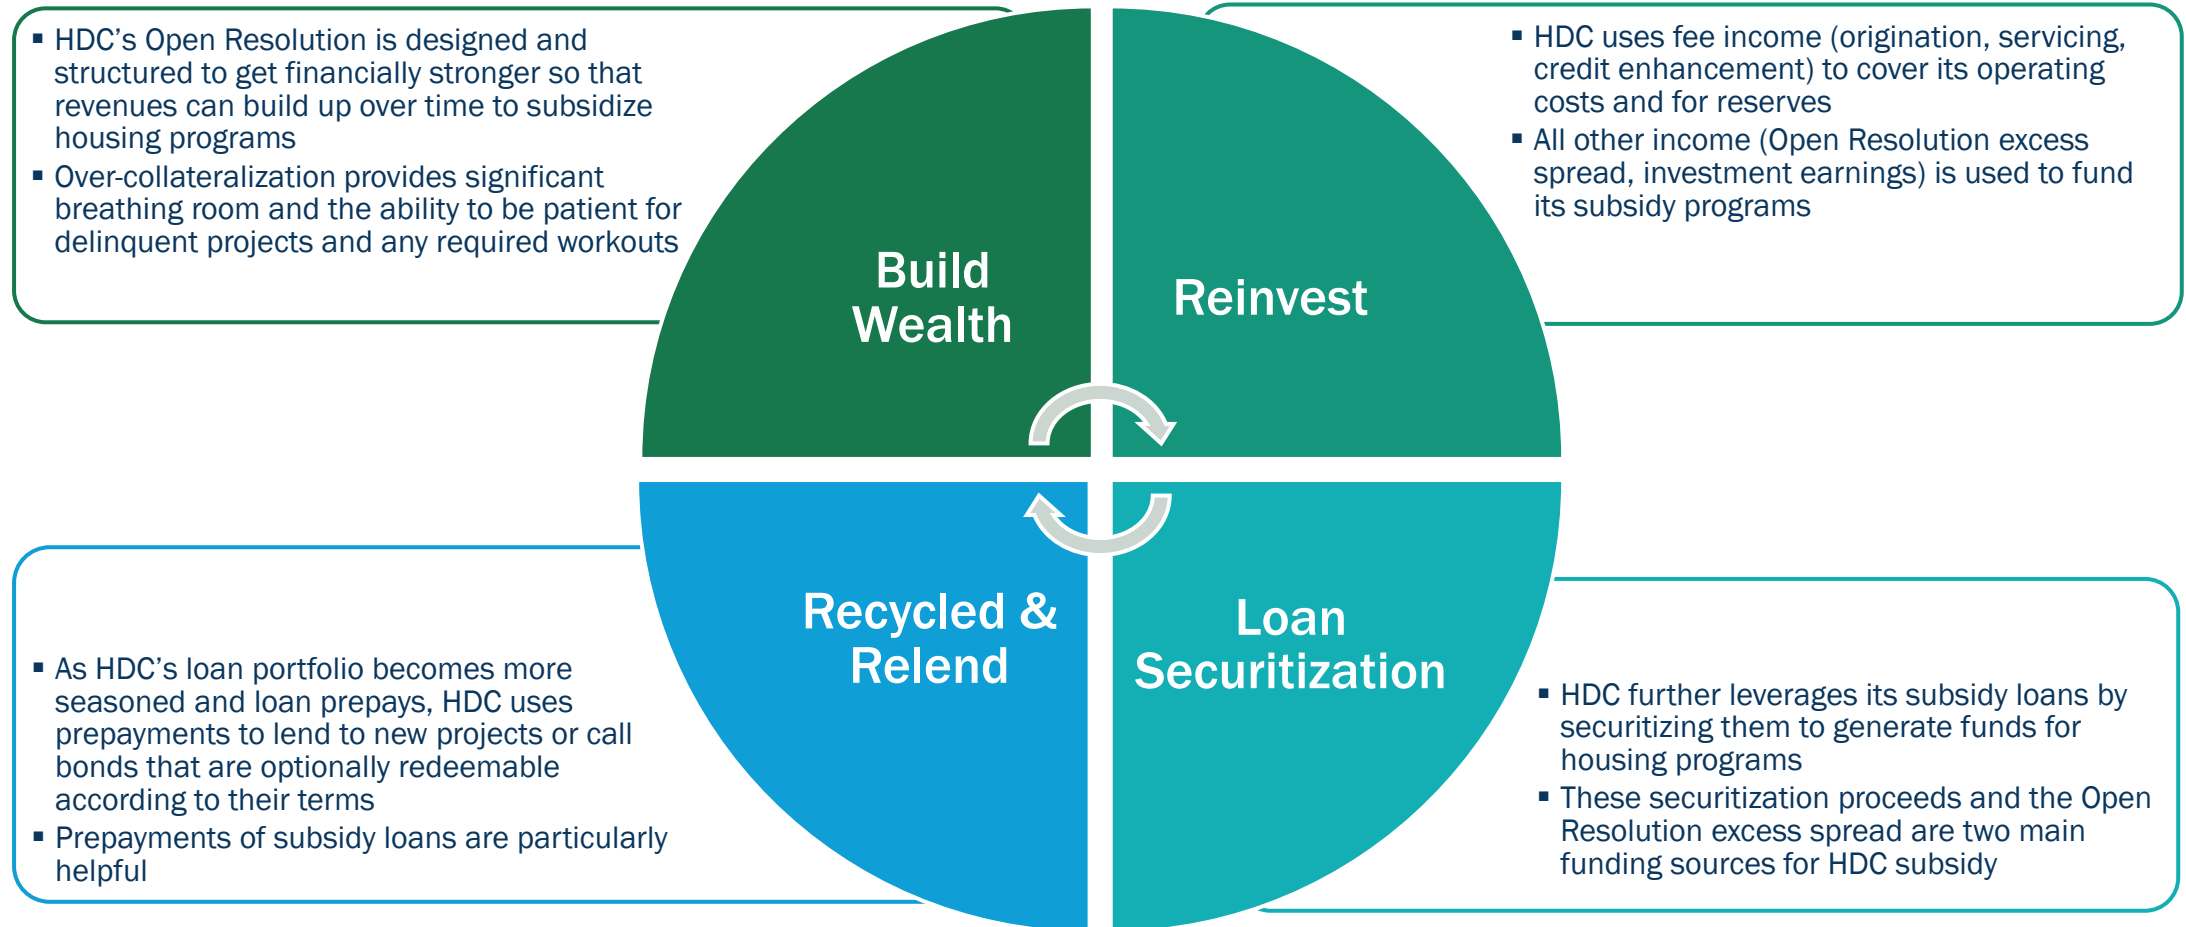 ▪ HDC’s Open Resolution is designed and
structured to get financially stronger so that
revenues can build up over time to subsidize
housing programs
▪ Over-collateralization provides significant
breathing room and the ability to be patient for
delinquent projects and any required workouts
Build
Wealth
Reinvest
▪ HDC uses fee income (origination, servicing,
credit enhancement) to cover its operating
costs and for reserves
▪ All other income (Open Resolution excess
spread, investment earnings) is used to fund
its subsidy programs
▪ As HDC’s loan portfolio becomes more
seasoned and loan prepays, HDC uses
prepayments to lend to new projects or call
bonds that are optionally redeemable
according to their terms
▪ Prepayments of subsidy loans are particularly
helpful
Recycled &
Relend
Loan
Securitization
▪ HDC further leverages its subsidy loans by
securitizing them to generate funds for
housing programs
▪ These securitization proceeds and the Open
Resolution excess spread are two main
funding sources for HDC subsidy